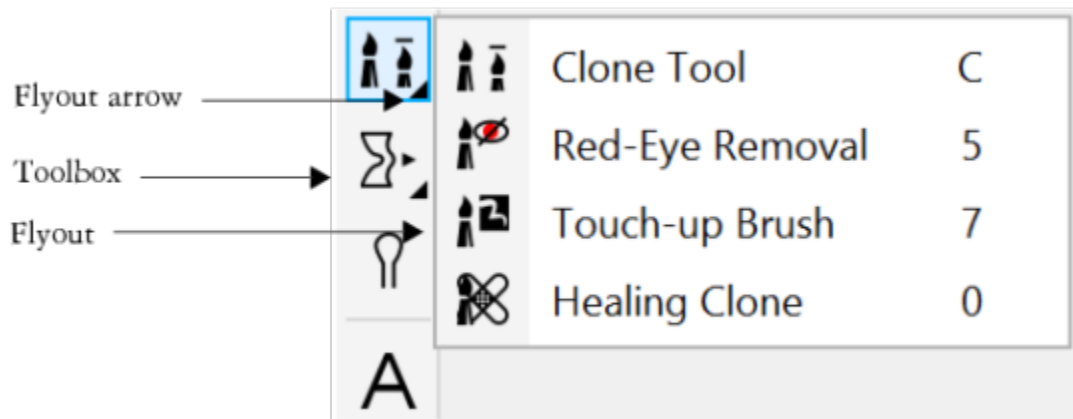 Clone Tool C
Flyout arrow
Red-Eye Removal 5
Toolbox
Touch-up Brush 7
Flyout
Healing Clone 0
A